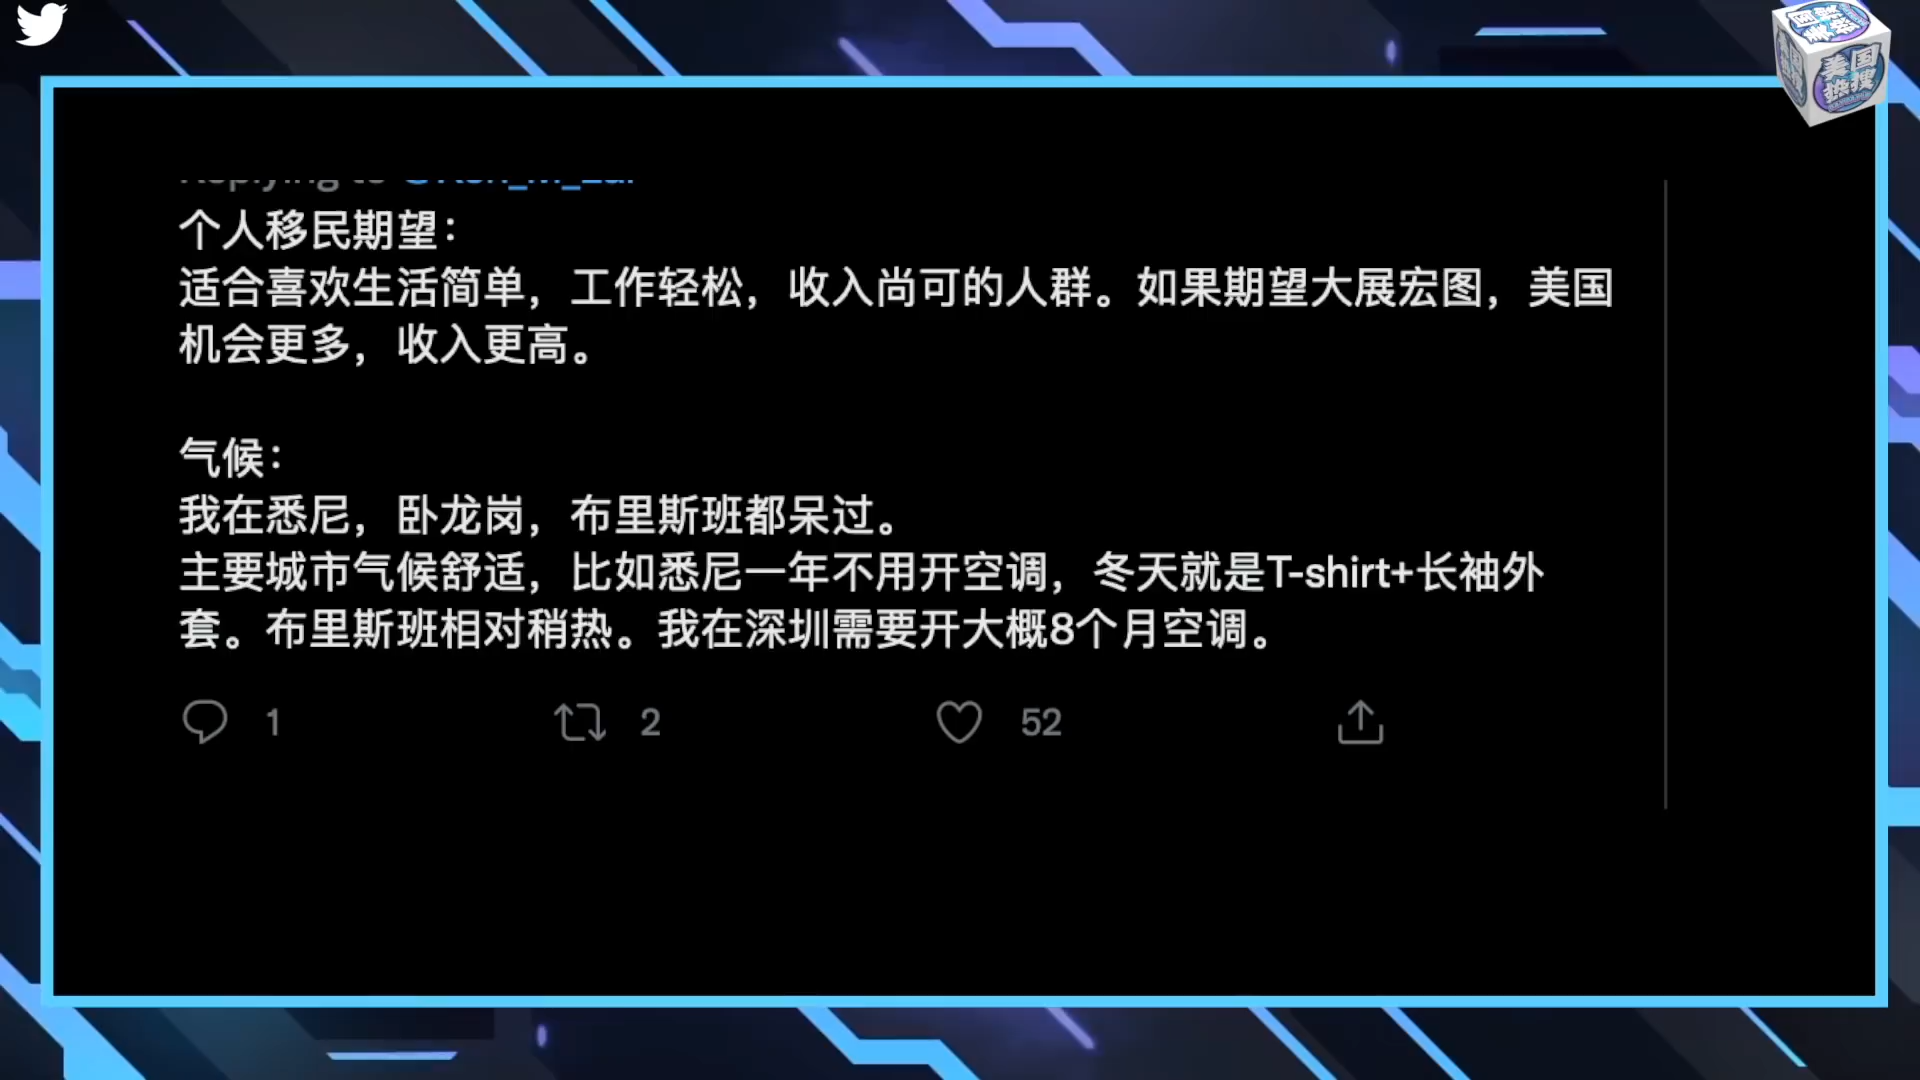 美国
热搜
个人移民期望：
适合喜欢生活简单，工作轻松，收入尚可的人群。如果期望大展宏图，美国
机会更多，收入更高。
气候：
我在悉尼，卧龙岗，布里斯班都呆过。
主要城市气候舒适，比如悉尼一年不用开空调，冬天就是T-shirt+长袖外
套。布里斯班相对稍热。我在深圳需要开大概8个月空调。
1 2 52